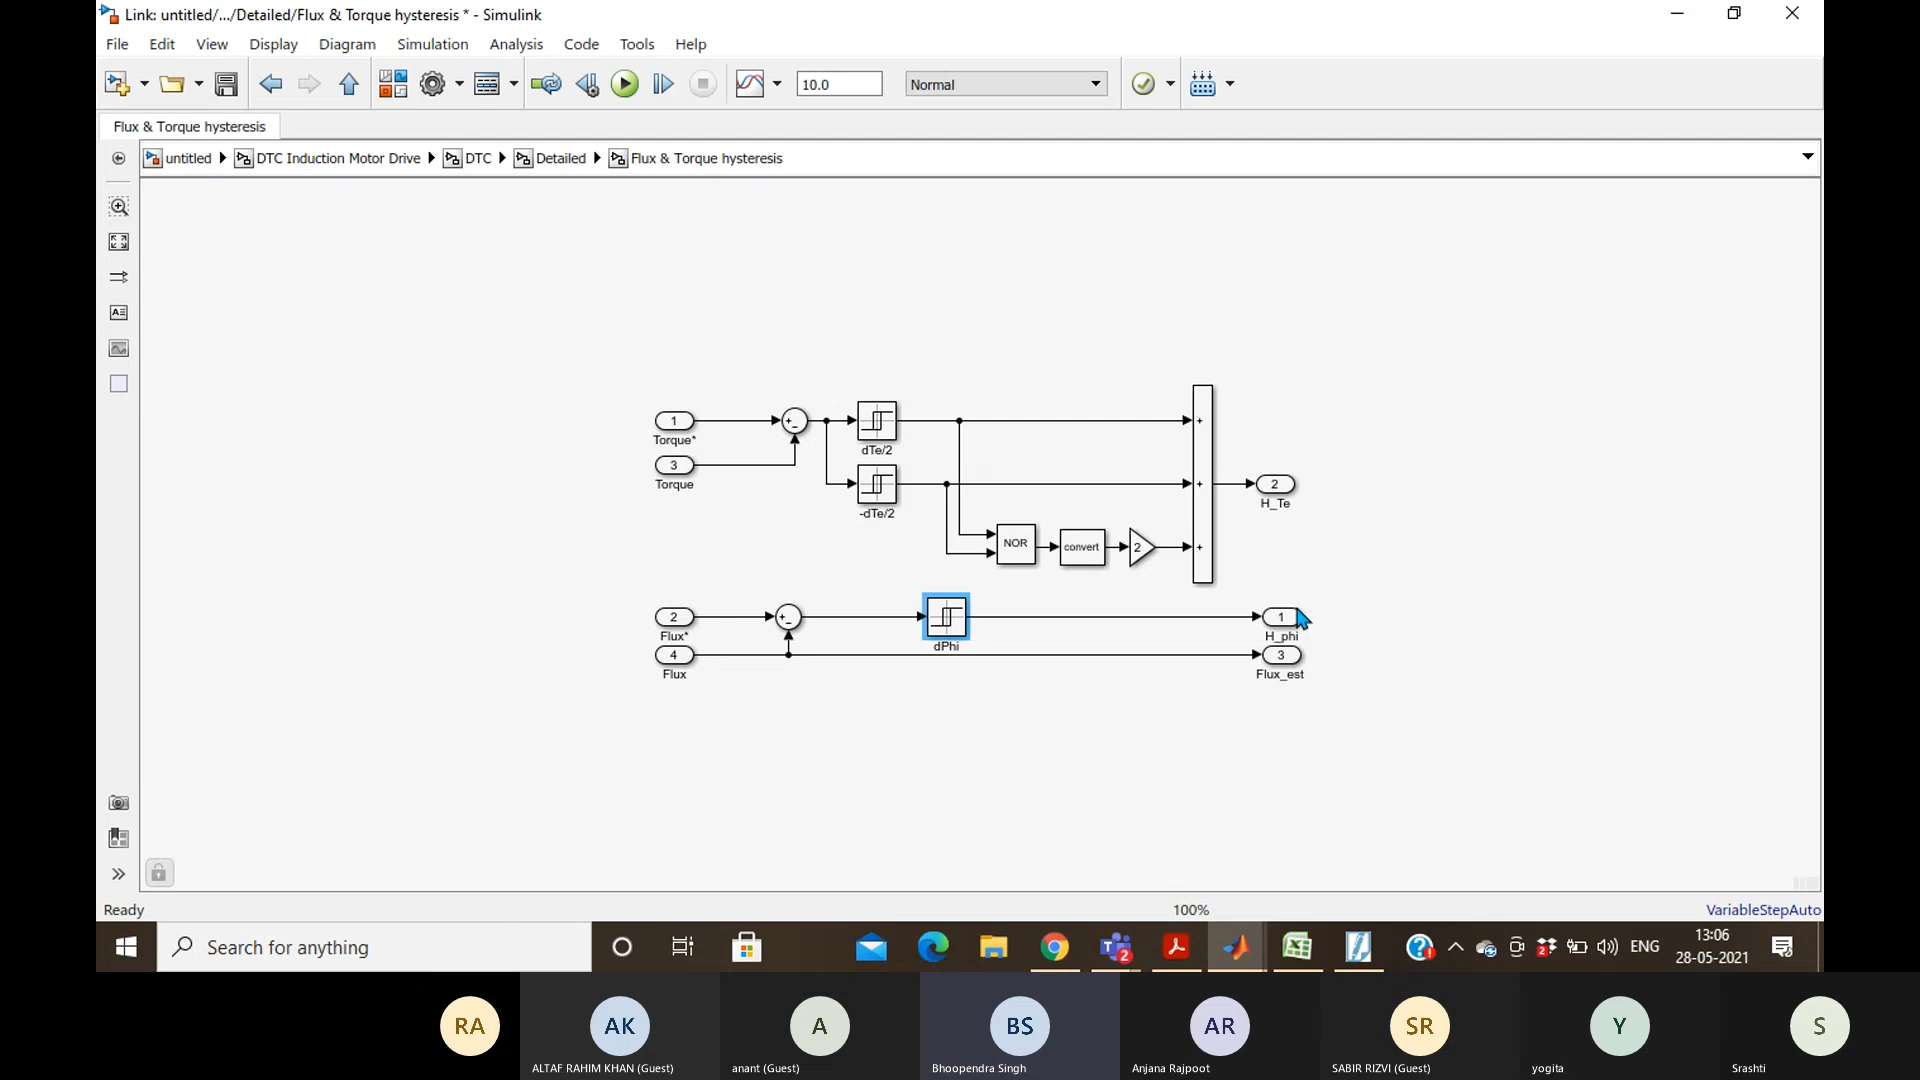 Link: untitled/.../Detailed/Flux & Torque hysteresis * - Simulink
File Edit View Display Diagram Simulation Analysis Code Tools Help
10.0 Normal
Flux & Torque hysteresis
untitled DTC Induction Motor Drive DTC Detailed Flux & Torque hysteresis
1
Torque*
3
Torque
dTe/2
-dTe/2
NOR
convert
2
2
H_Te
2
Flux*
4
Flux
dPhi
1
H_phi
3
Flux_est
Ready 100% VariableStepAuto
Search for anything
2
2
ENG
13:06
28-05-2021
RA
AK
ALTAF RAHIM KHAN (Guest)
A
anant (Guest)
BS
Bhoopendra Singh
AR
Anjana Rajpoot
SR
SABIR RIZVI (Guest)
Y
yogita
S
Srashti